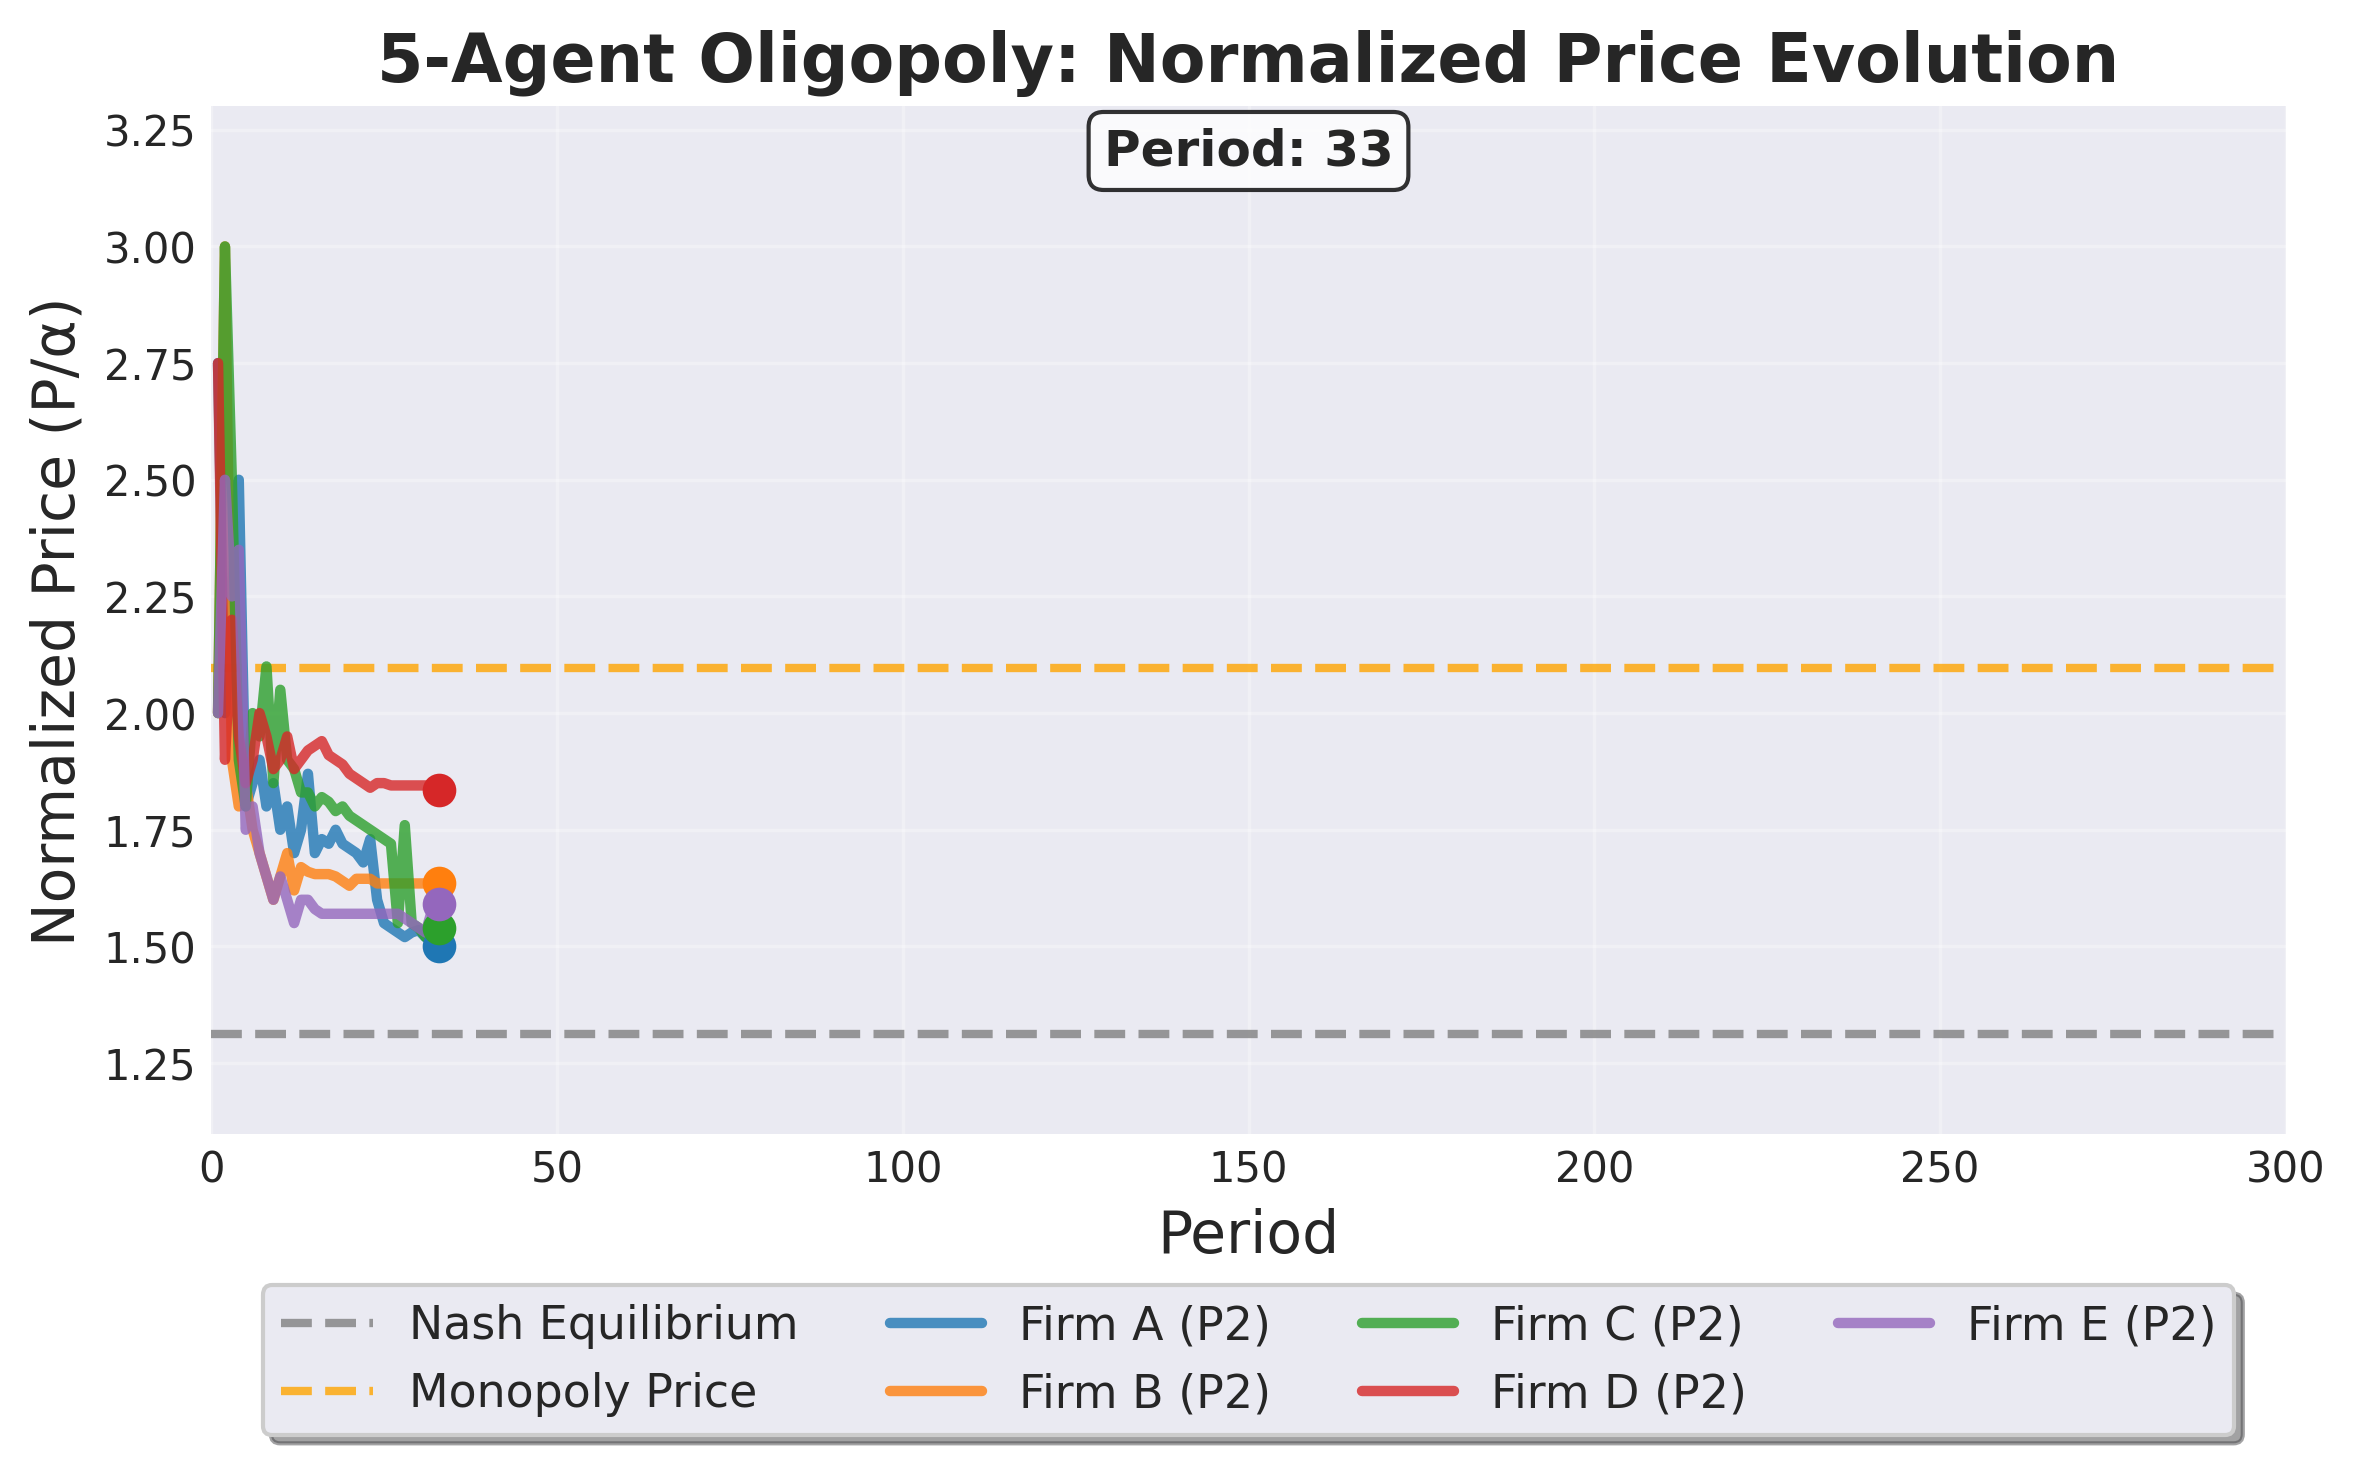 5-Agent Oligopoly: Normalized Price Evolution
Period: 33
Normalized Price (P/α)
3.25
3.00
2.75
2.50
2.25
2.00
1.75
1.50
1.25
0 50 100 150 200 250 300
Period
Nash Equilibrium Firm A (P2) Firm C (P2) Firm E (P2)
Monopoly Price Firm B (P2) Firm D (P2)